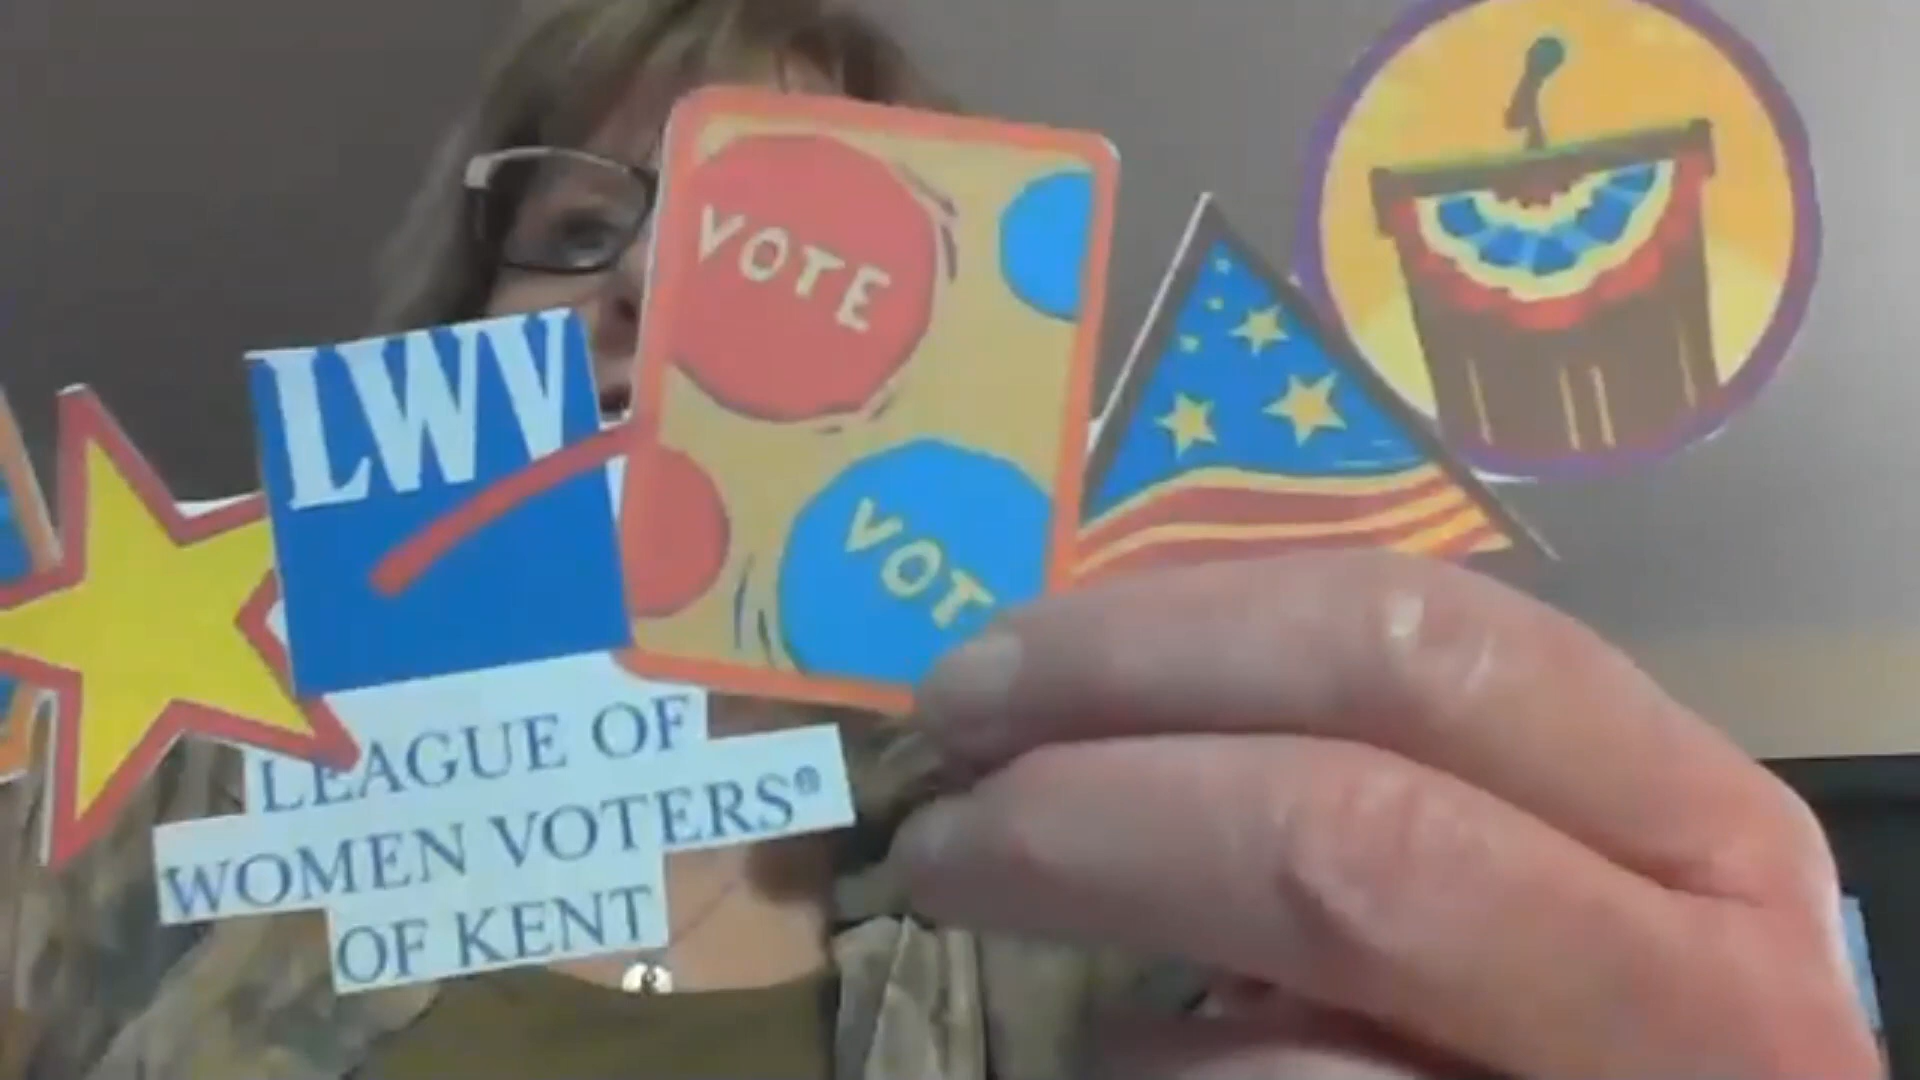 VOTE
LWV
VOT
LEAGUE OF
WOMEN VOTERS®
OF KENT